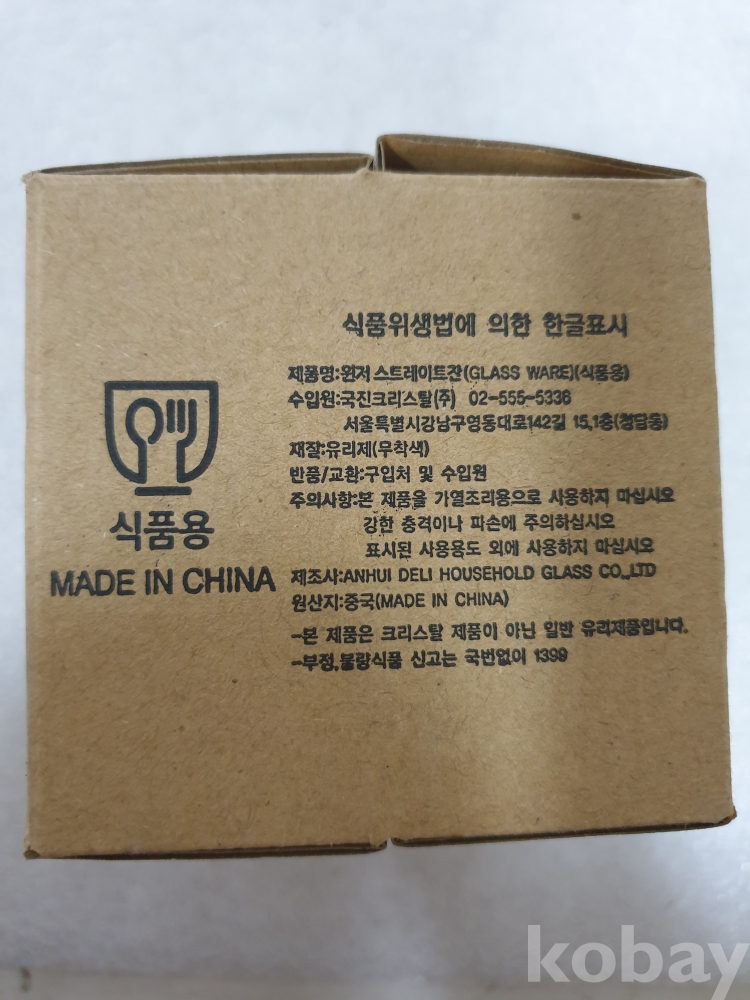 식품위생법에 의한 한글표시
제품명:윈저 스트레이트잔(GLASS WARE)(식품용)
수입원:국진크리스탈(주) 02-555-5336
서울특별시강남구영동대로142길 15,1층(청담동)
재질:유리제(무착색)
반품/교환:구입처 및 수입원
주의사항:본 제품을 가열조리용으로 사용하지 마십시오
강한 충격이나 파손에 주의하십시오
표시된 사용용도 외에 사용하지 마십시오
제조사:ANHUI DELI HOUSEHOLD GLASS CO.,LTD
원산지:중국(MADE IN CHINA)
-본 제품은 크리스탈 제품이 아닌 일반 유리제품입니다.
-부정,불량식품 신고는 국번없이 1399
식품용
MADE IN CHINA
kobay